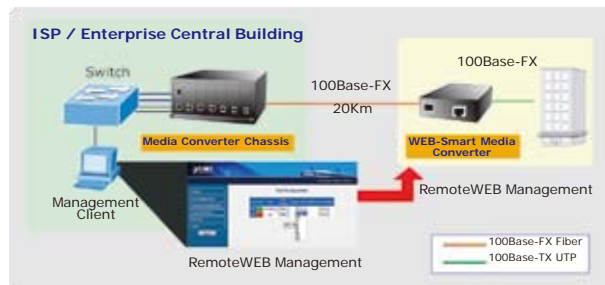 ISP / Enterprise Central Building
Switch
Media Converter Chassis
100Base-FX
20Km
100Base-FX
WEB-Smart Media
Converter
Management
Client
RemoteWEB Management
RemoteWEB Management
100Base-FX Fiber
100Base-TX UTP